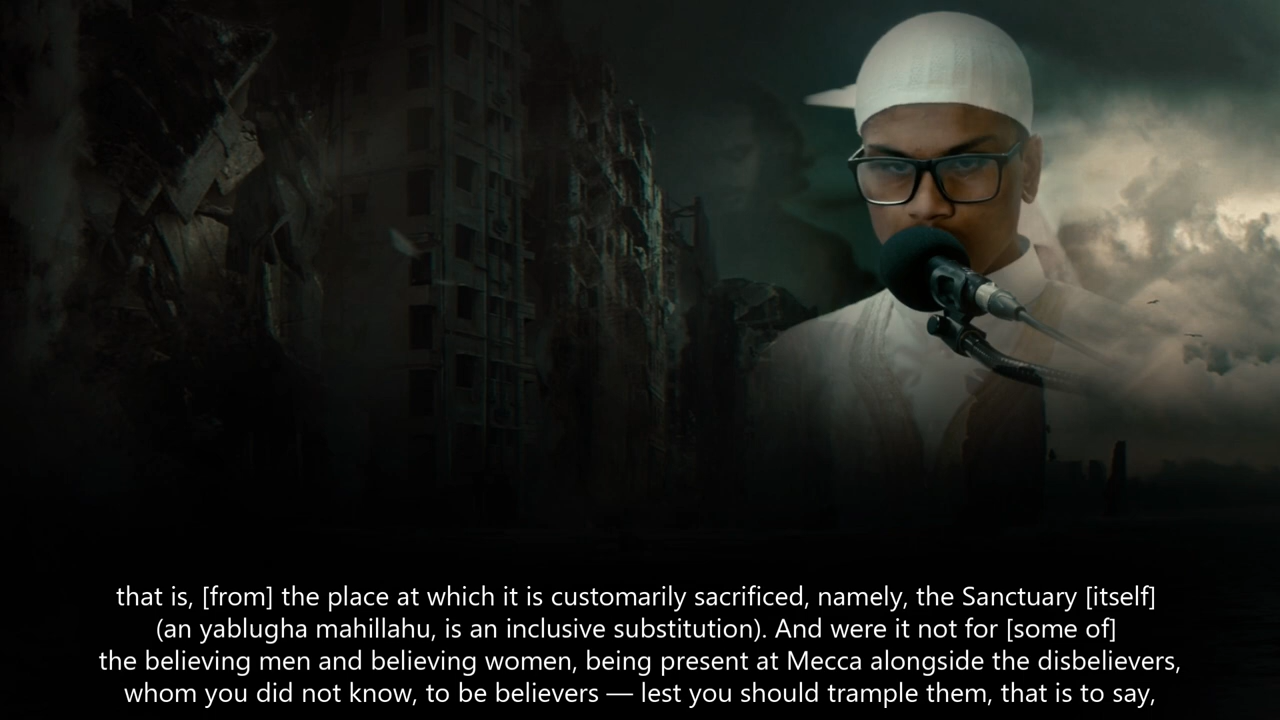 that is, [from] the place at which it is customarily sacrificed, namely, the Sanctuary [itself]
(an yablugha mahillahu, is an inclusive substitution). And were it not for [some of]
the believing men and believing women, being present at Mecca alongside the disbelievers,
whom you did not know, to be believers — lest you should trample them, that is to say,